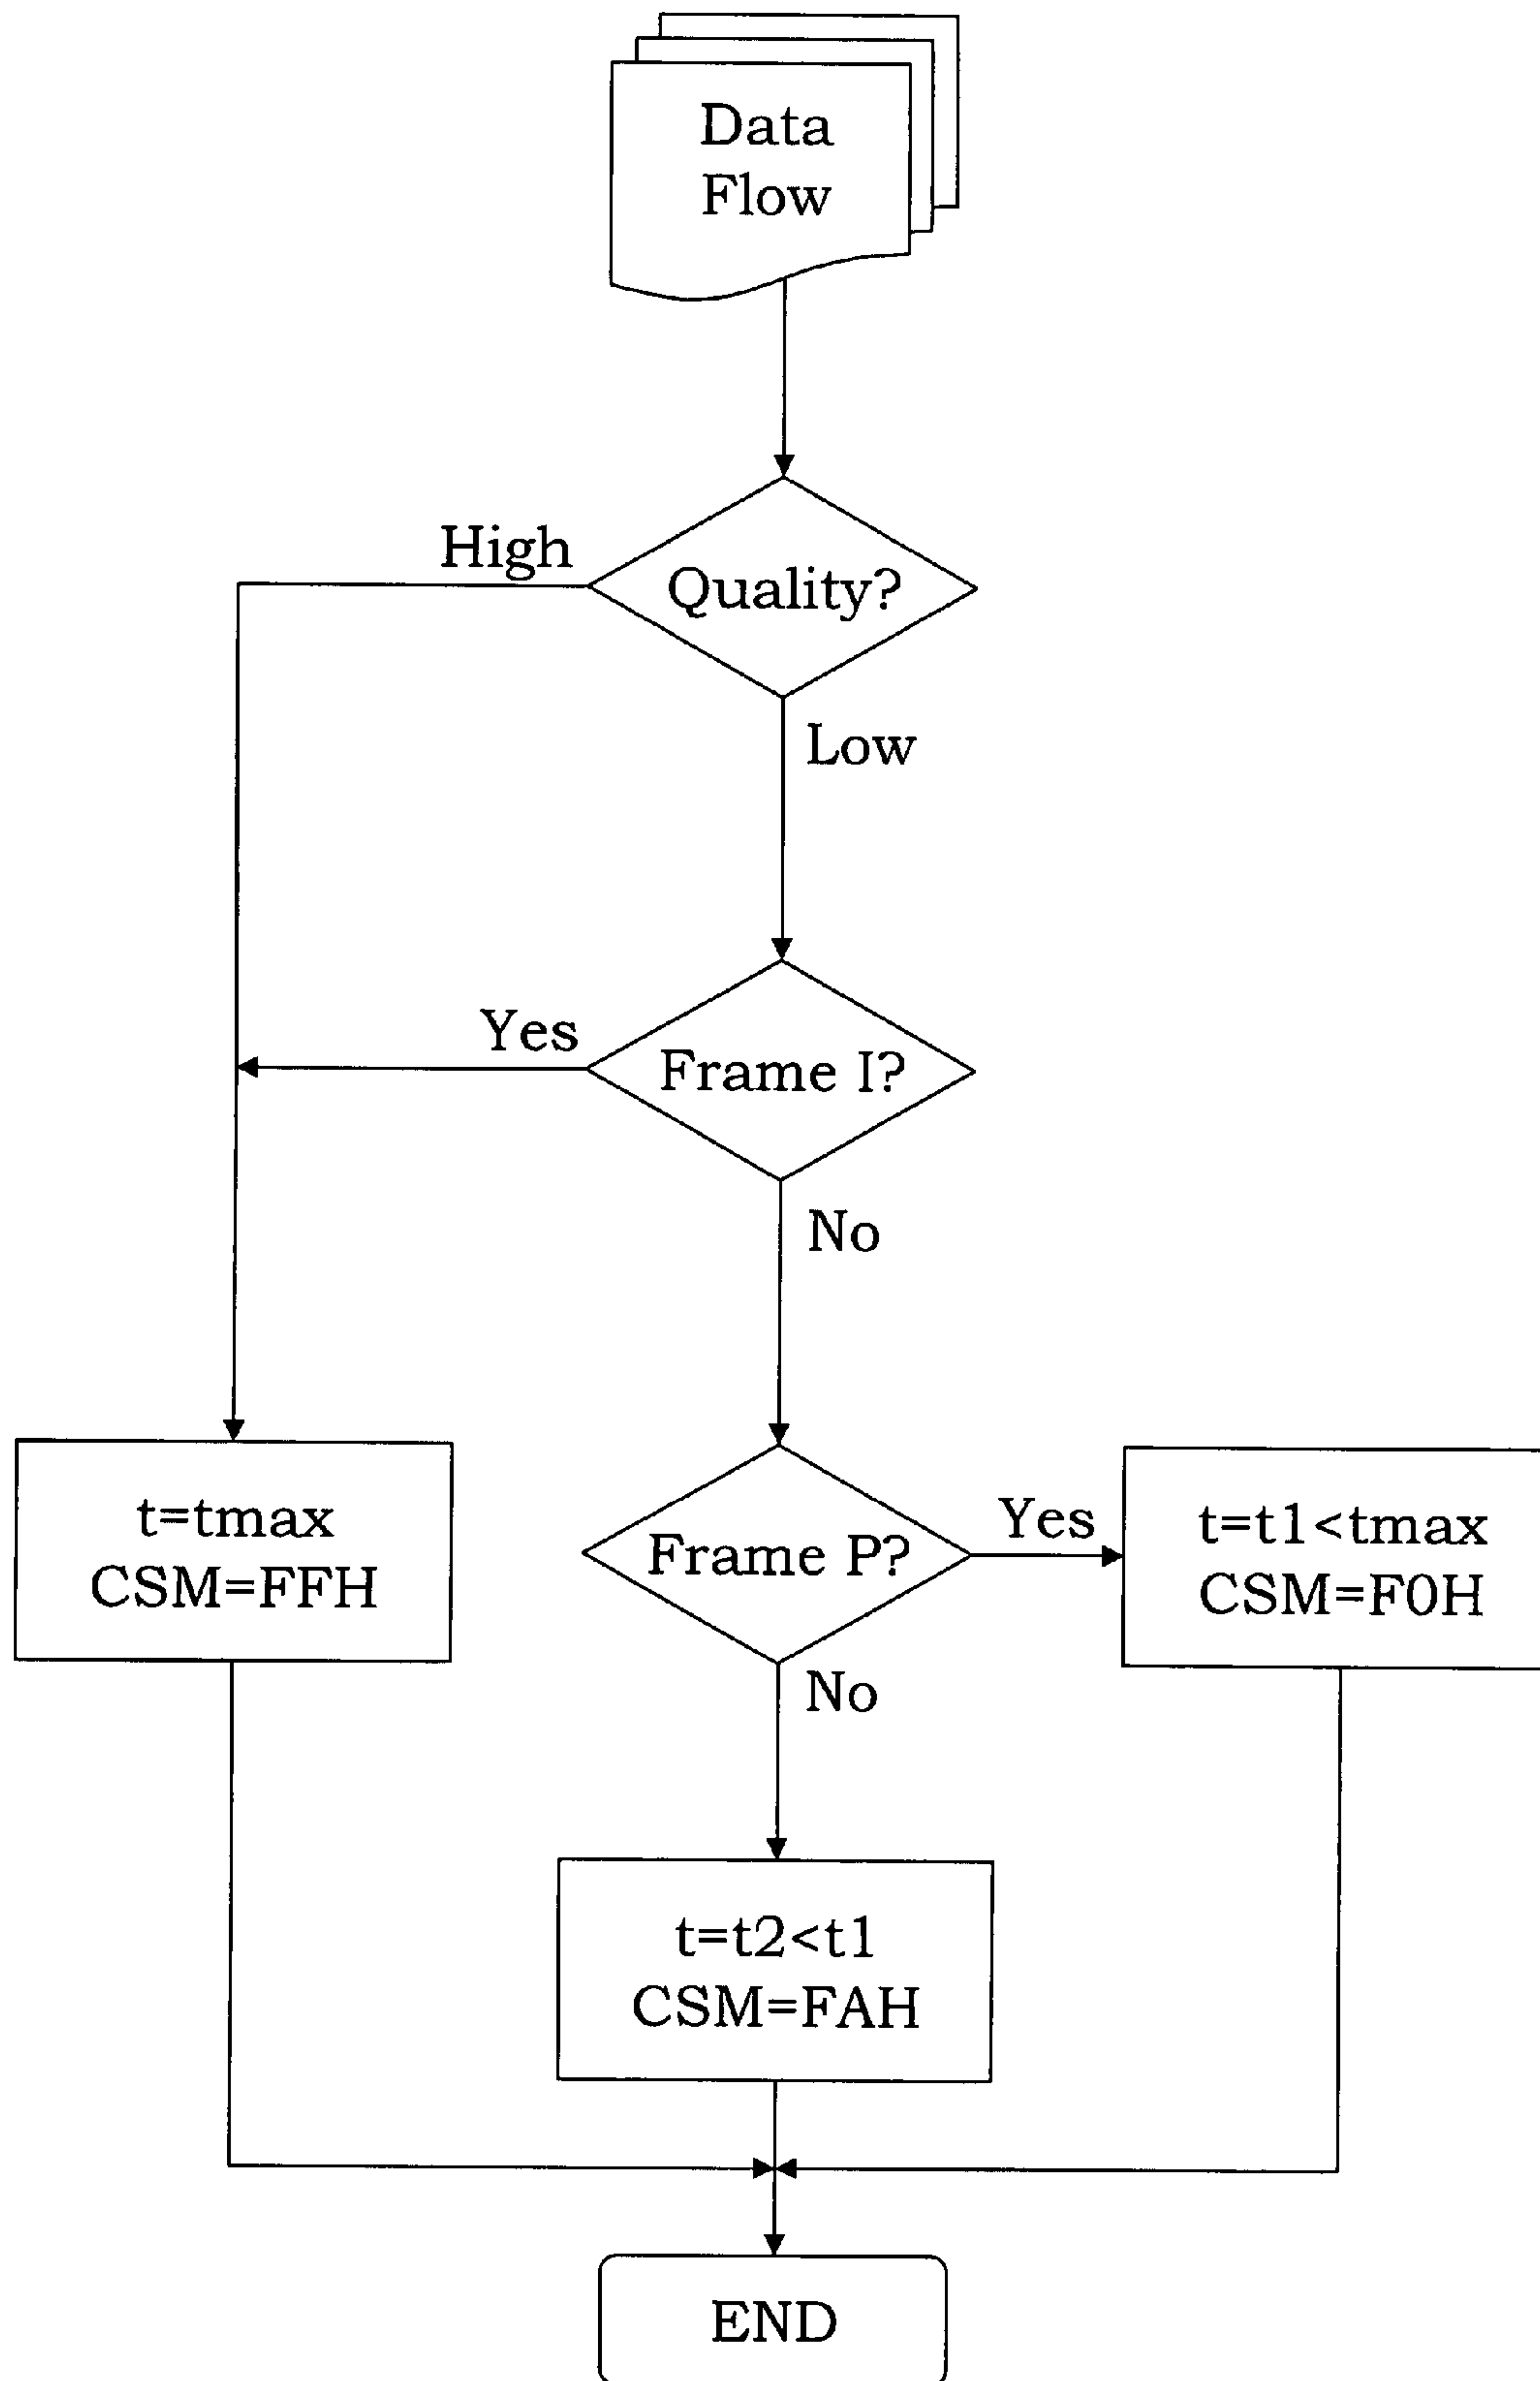 Data
Flow
High
Quality?
Low
Yes
Frame I?
No
t=tmax
CSM=FFH
Frame P?
Yes
t=t1<tmax
CSM=F0H
No
t=t2<t1
CSM=FAH
END